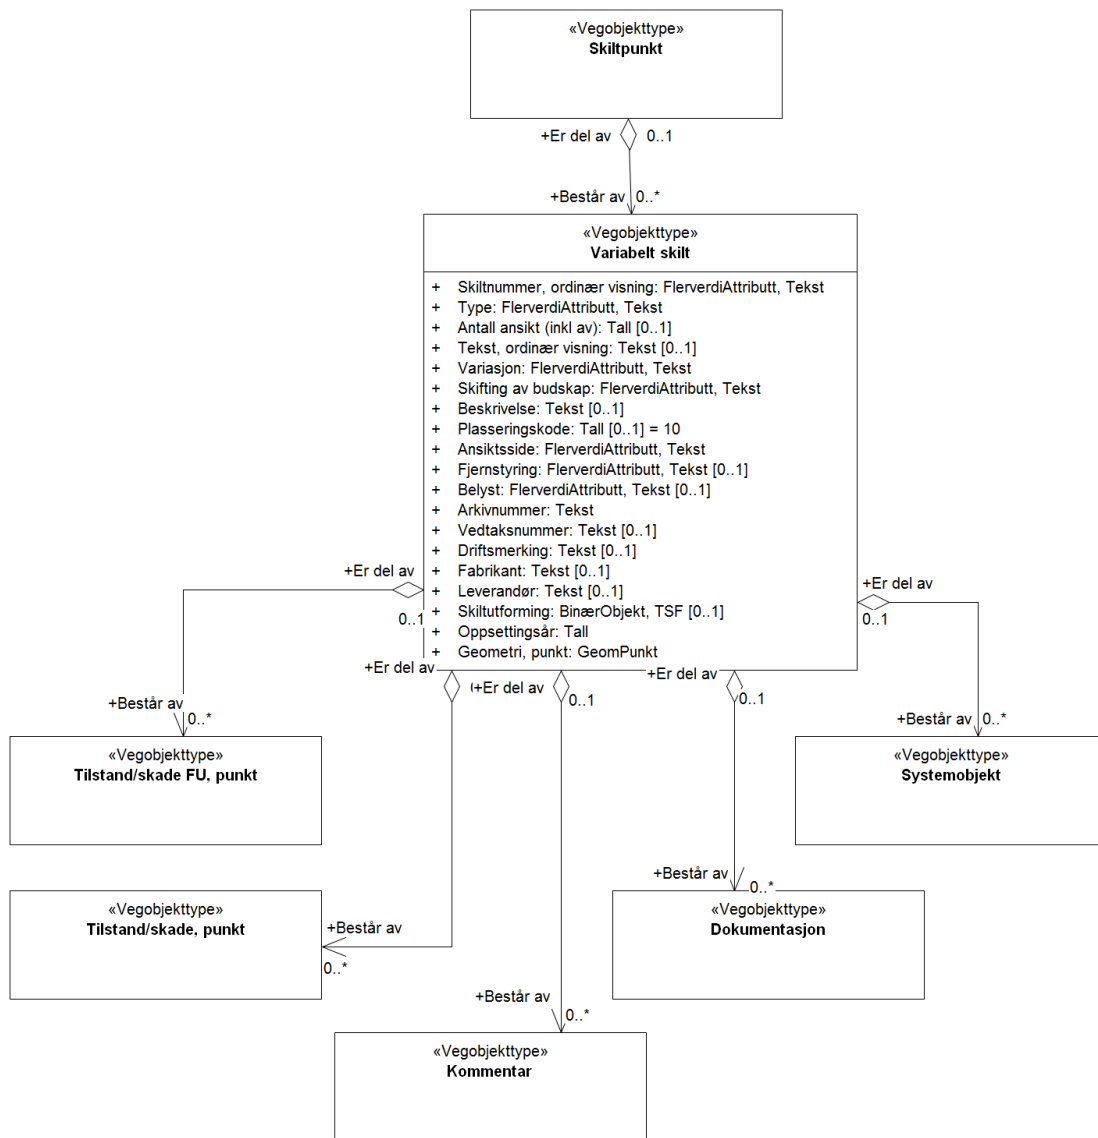 «Vegobjekttype»
Skiltpunkt
+Er del av
0..1
+Består av
0..*
«Vegobjekttype»
Variabelt skilt
+ Skiltnummer, ordinær visning: FlerverdiAttributt, Tekst
+ Type: FlerverdiAttributt, Tekst
+ Antall ansikt (inkl av): Tall [0..1]
+ Tekst, ordinær visning: Tekst [0..1]
+ Variasjon: FlerverdiAttributt, Tekst
+ Skifting av budskap: FlerverdiAttributt, Tekst
+ Beskrivelse: Tekst [0..1]
+ Plasseringskode: Tall [0..1] = 10
+ Ansiktsside: FlerverdiAttributt, Tekst
+ Fjernstyring: FlerverdiAttributt, Tekst [0..1]
+ Belyst: FlerverdiAttributt, Tekst [0..1]
+ Arkivnummer: Tekst
+ Vedtaksnummer: Tekst [0..1]
+ Driftsmerking: Tekst [0..1]
+ Fabrikant: Tekst [0..1]
+ Leverandør: Tekst [0..1]
+ Skiltutforming: BinærObjekt, TSF [0..1]
+ Oppsettingsår: Tall
+ Geometri, punkt: GeomPunkt
+Er del av
0..1
+Er del av
0..1
+Er del av
+Er del av
0..1
+Er del av
0..1
+Består av
0..*
+Består av
0..*
«Vegobjekttype»
Tilstand/skade FU, punkt
«Vegobjekttype»
Systemobjekt
+Består av
0..*
«Vegobjekttype»
Tilstand/skade, punkt
+Består av
0..*
«Vegobjekttype»
Dokumentasjon
+Består av
0..*
«Vegobjekttype»
Kommentar